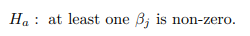 Hₐ : at least one βⱼ is non-zero.